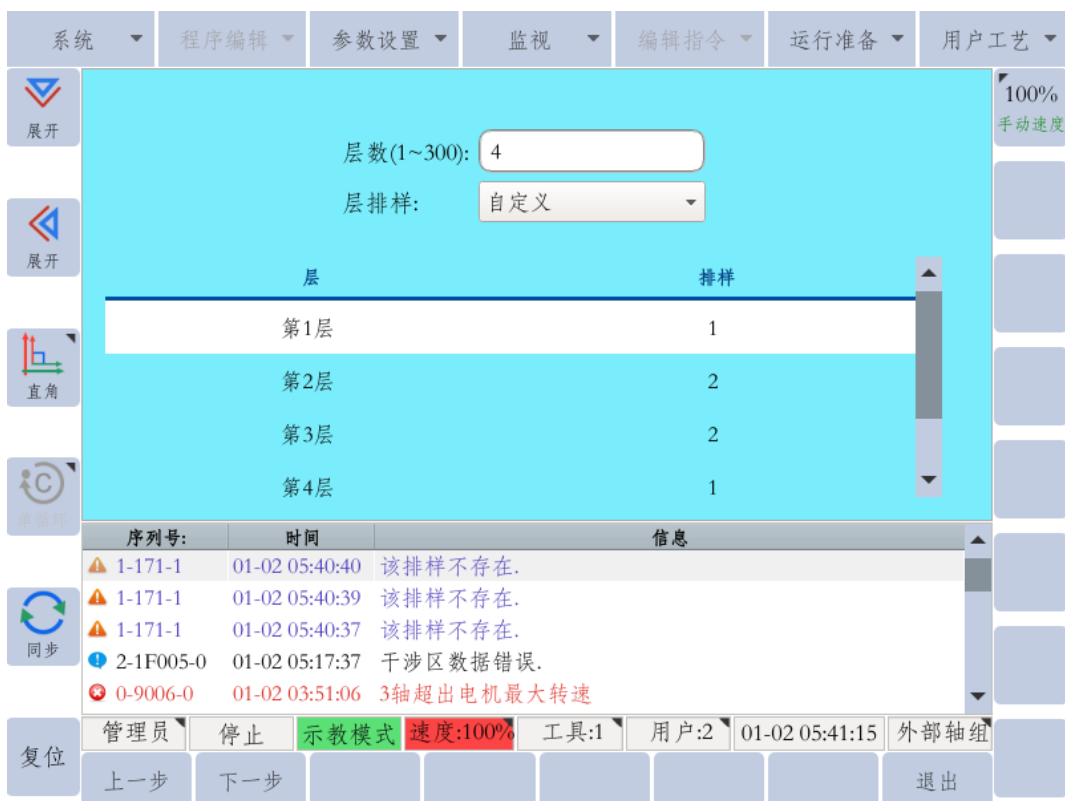 系统 程序编辑 参数设置 监视 编辑指令 运行准备 用户工艺
展开
100%
手动速度
层数(1~300): 4
层排样: 自定义
展开
层 排样
第1层 1
第2层 2
第3层 2
第4层 1
直角
单循环
序列号: 时间 信息
1-171-1 01-02 05:40:40 该排样不存在.
1-171-1 01-02 05:40:39 该排样不存在.
1-171-1 01-02 05:40:37 该排样不存在.
2-1F005-0 01-02 05:17:37 干涉区数据错误.
0-9006-0 01-02 03:51:06 3轴超出电机最大转速
同步
管理员 停止 示教模式 速度:100% 工具:1 用户:2 01-02 05:41:15 外部轴组
复位
上一步 下一步 退出